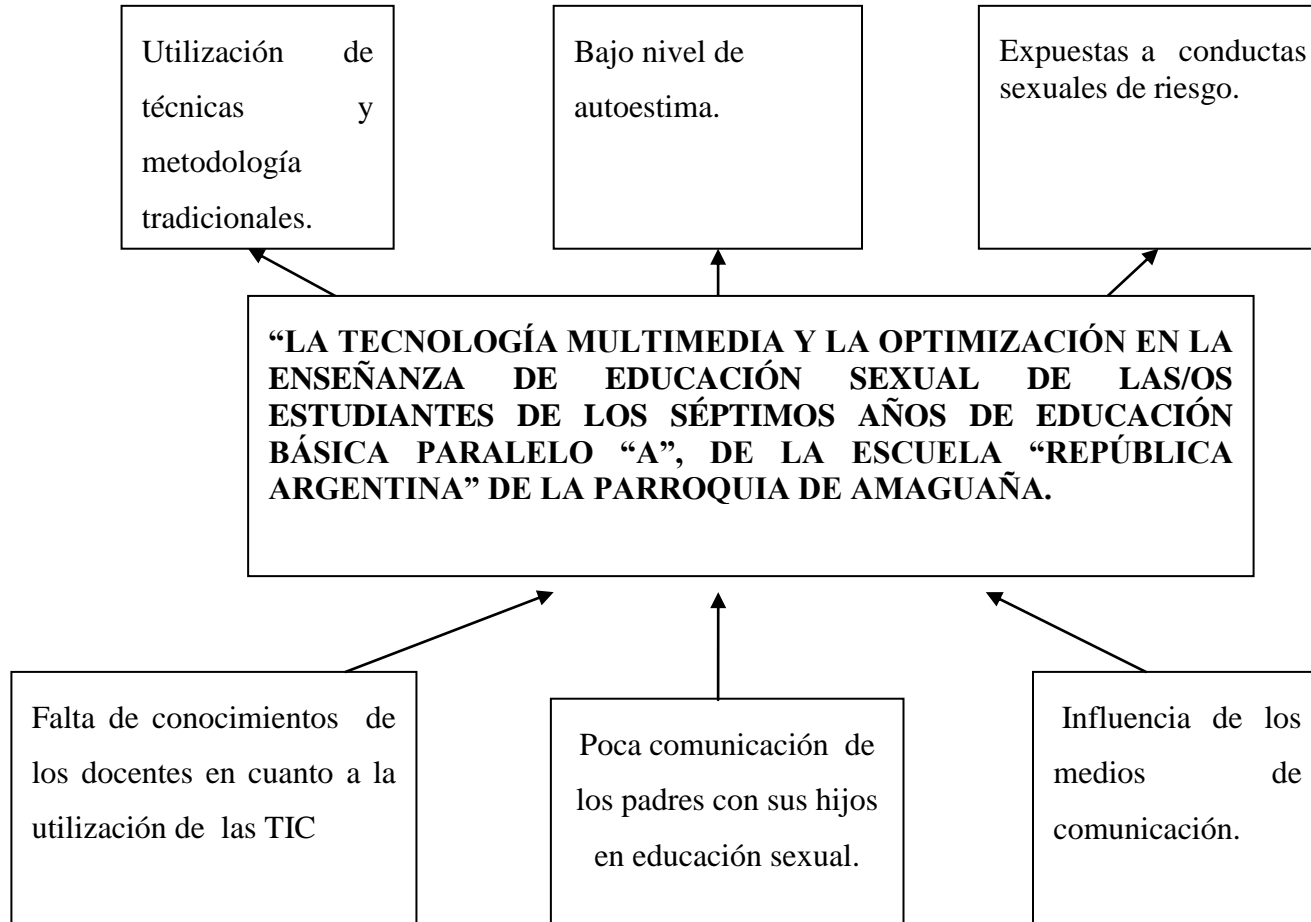 Utilización de
técnicas y
metodología
tradicionales.
Bajo nivel de
autoestima.
Expuestas a conductas
sexuales de riesgo.
“LA TECNOLOGÍA MULTIMEDIA Y LA OPTIMIZACIÓN EN LA
ENSEÑANZA DE EDUCACIÓN SEXUAL DE LAS/OS
ESTUDIANTES DE LOS SÉPTIMOS AÑOS DE EDUCACIÓN
BÁSICA PARALELO “A”, DE LA ESCUELA “REPÚBLICA
ARGENTINA” DE LA PARROQUIA DE AMAGUAÑA.
Falta de conocimientos de
los docentes en cuanto a la
utilización de las TIC
Poca comunicación de
los padres con sus hijos
en educación sexual.
Influencia de los
medios de
comunicación.